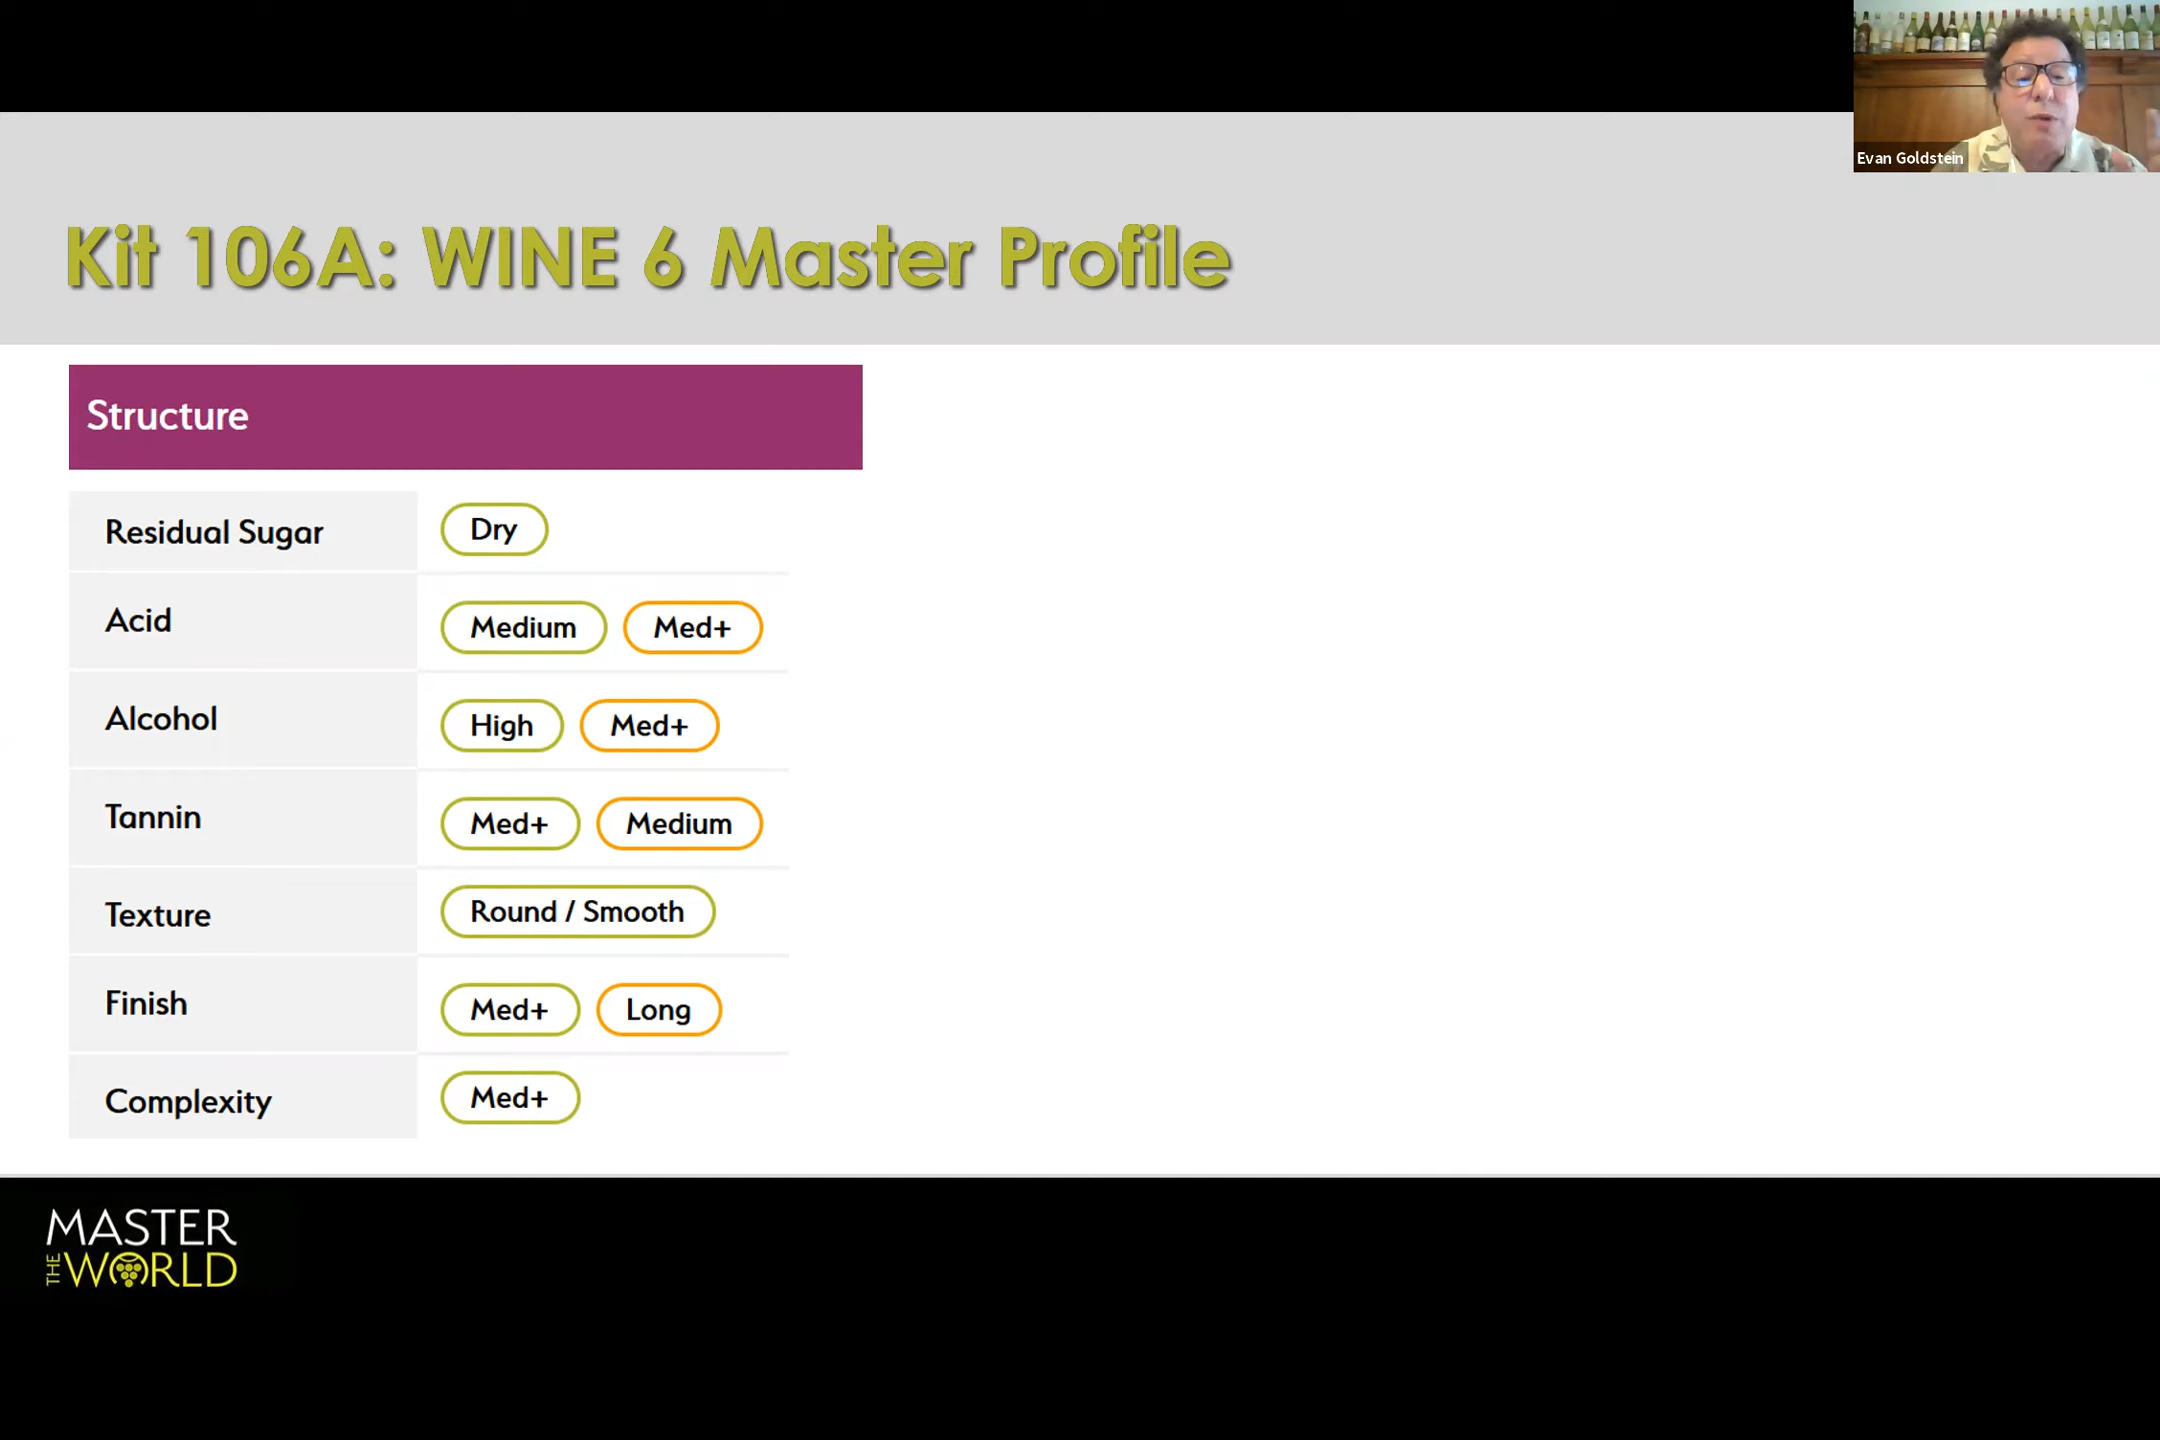 Evan Goldstein
Kit 106A: WINE 6 Master Profile
Structure
Residual Sugar Dry
Acid Medium Med+
Alcohol High Med+
Tannin Med+ Medium
Texture Round / Smooth
Finish Med+ Long
Complexity Med+
MASTER
THE WORLD